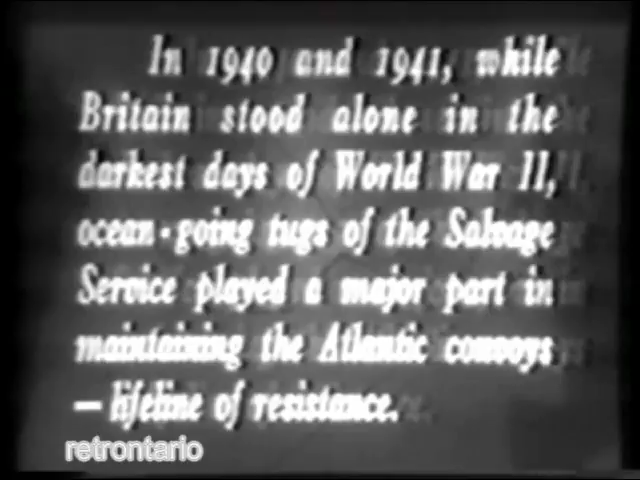 In 1940 and 1941, while
Britain stood alone in the
darkest days of World War II,
ocean-going tugs of the Salvage
Service played a major part in
maintaining the Atlantic convoys
— lifeline of resistance.
retrontario